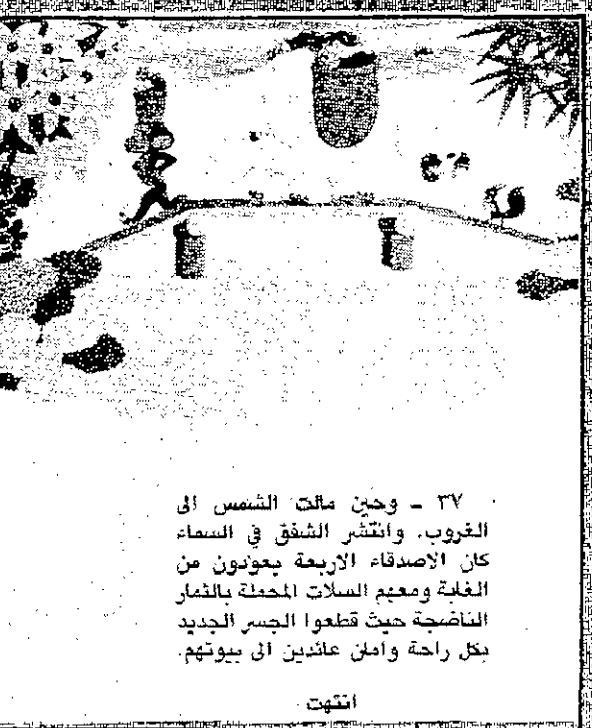 ٣٧ ـ وحين مالت الشمس الى
الغروب. وانتشر الشفق في السماء
كان الاصدقاء الاربعة يعودون من
الغابة ومعهم السلات المحملة بالثمار
الناضجة حيث قطعوا الجسر الجديد
بكل راحة وامان عائدين الى بيوتهم.
انتهت